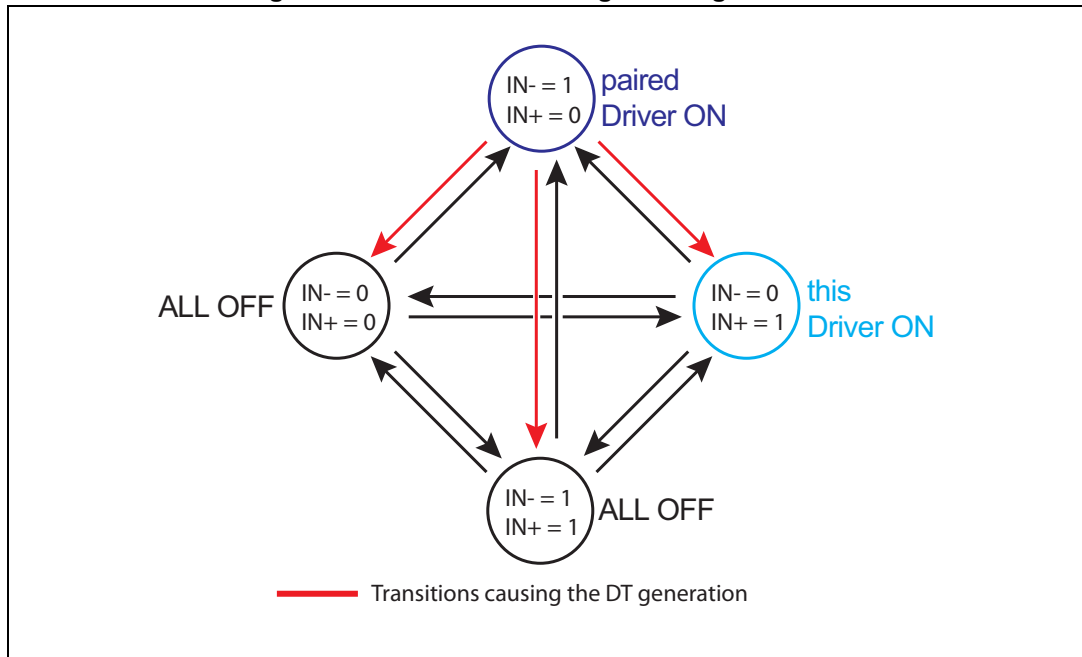 IN- = 1
IN+ = 0
paired
Driver ON
ALL OFF
IN- = 0
IN+ = 0
IN- = 0
IN+ = 1
this
Driver ON
IN- = 1
IN+ = 1
ALL OFF
Transitions causing the DT generation